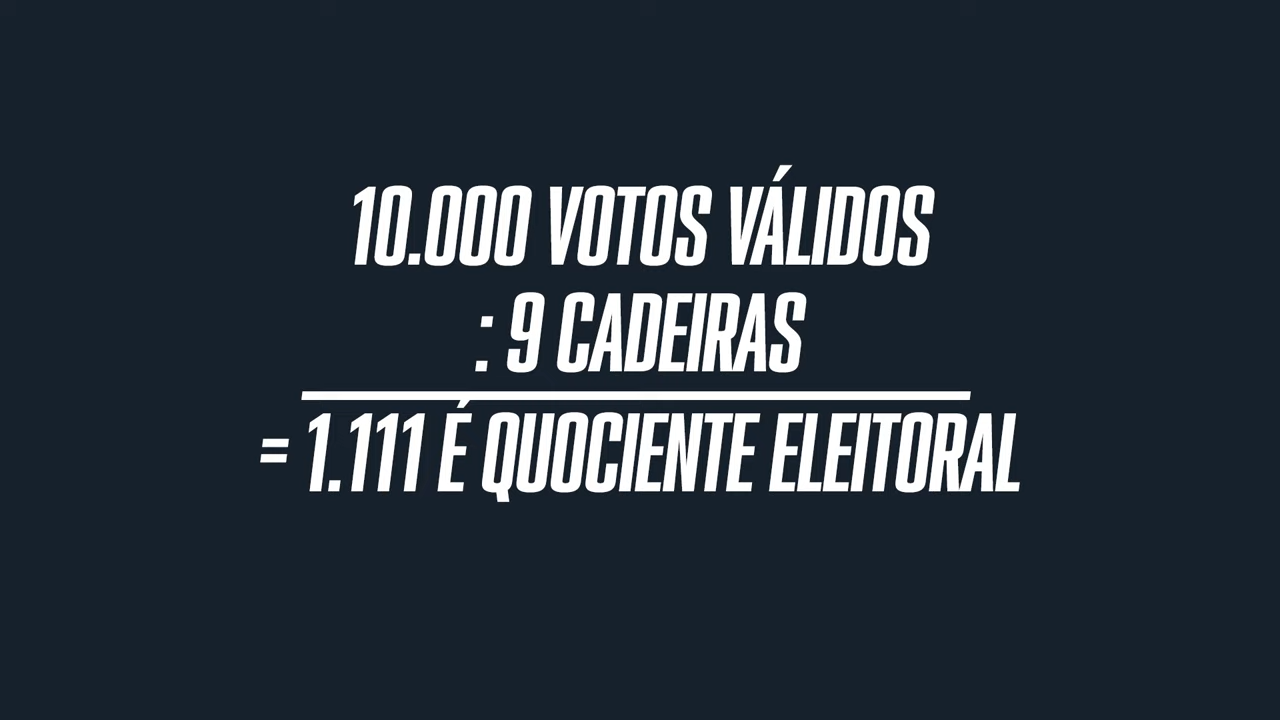 10.000 VOTOS VÁLIDOS
: 9 CADEIRAS
= 1.111 É QUOCIENTE ELEITORAL